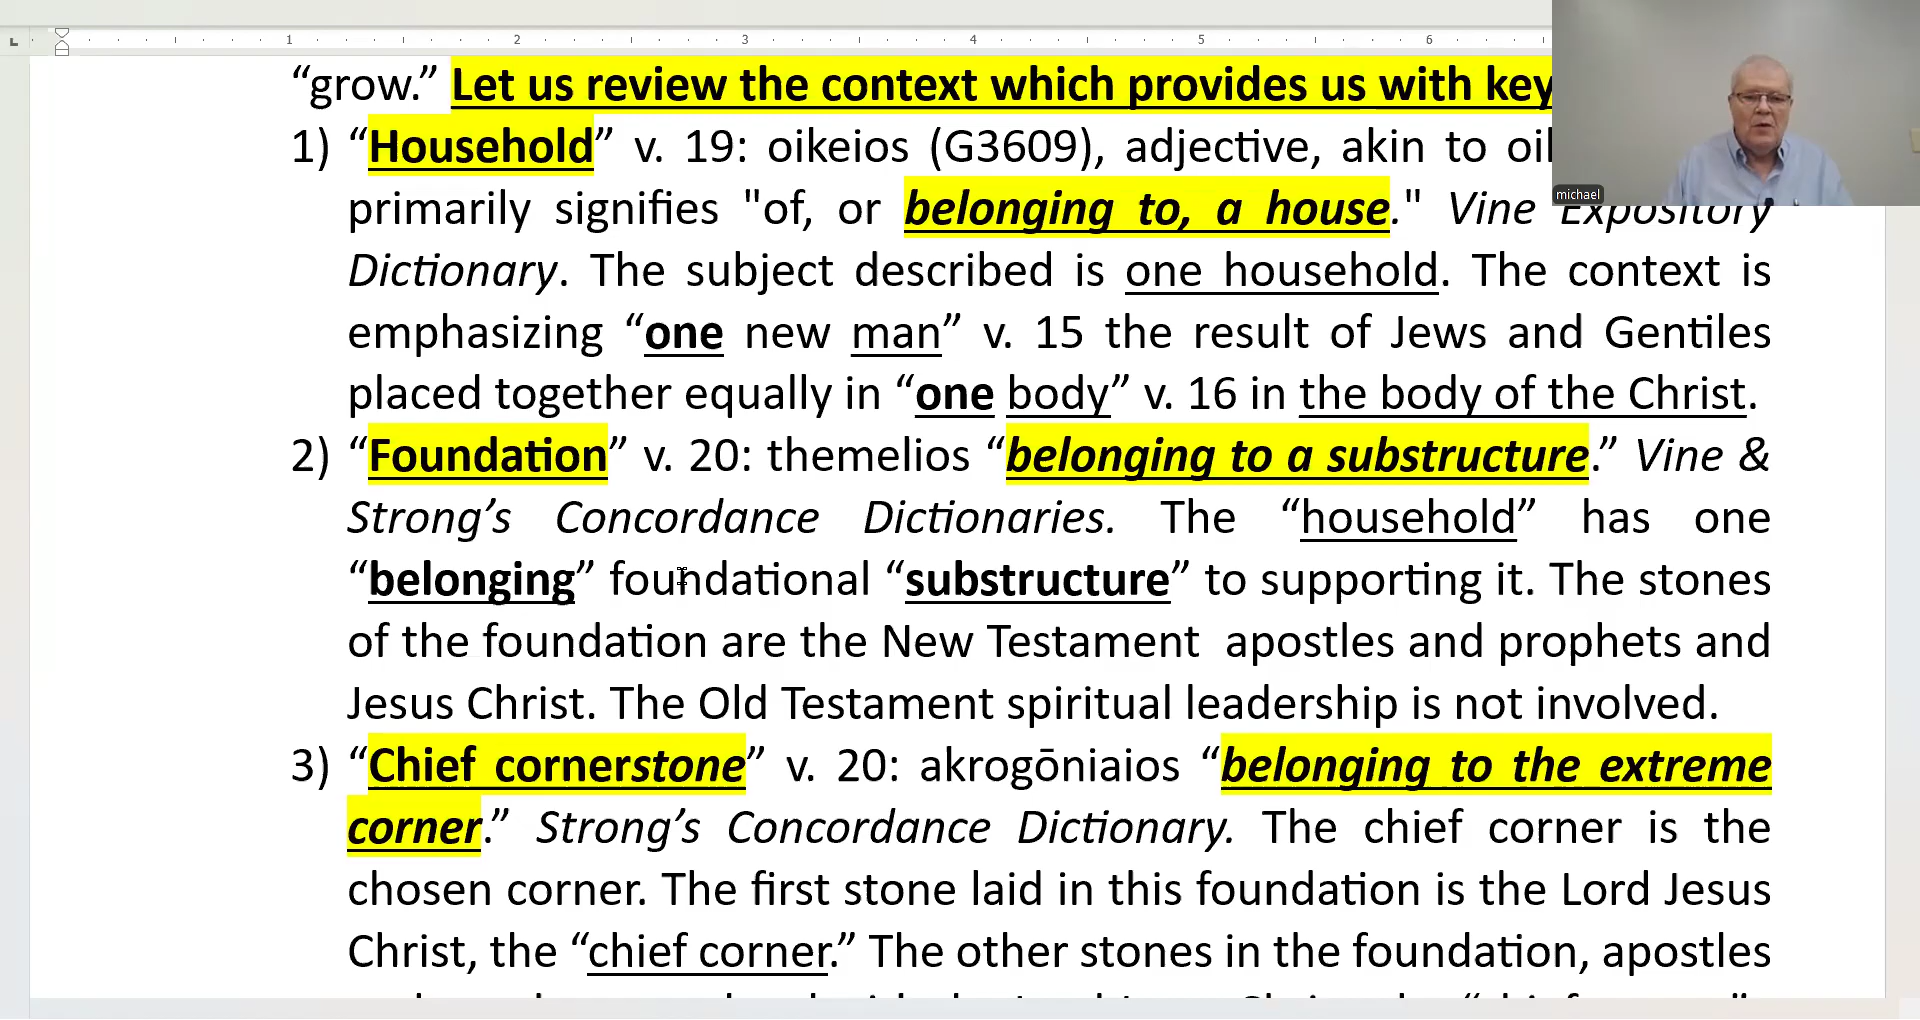 1 2 3 4 5 6
“grow.” Let us review the context which provides us with key
michael
1) “Household” v. 19: oikeios (G3609), adjective, akin to
primarily signifies "of, or belonging to, a house." Vine Expository
Dictionary. The subject described is one household. The context is
emphasizing “one new man” v. 15 the result of Jews and Gentiles
placed together equally in “one body” v. 16 in the body of the Christ.
2) “Foundation” v. 20: themelios “belonging to a substructure.” Vine &
Strong’s Concordance Dictionaries. The “household” has one
“belonging” foundational “substructure” to supporting it. The stones
of the foundation are the New Testament  apostles and prophets and
Jesus Christ. The Old Testament spiritual leadership is not involved.
3) “Chief cornerstone” v. 20: akrogōniaios “belonging to the extreme
corner.” Strong’s Concordance Dictionary. The chief corner is the
chosen corner. The first stone laid in this foundation is the Lord Jesus
Christ, the “chief corner.” The other stones in the foundation, apostles